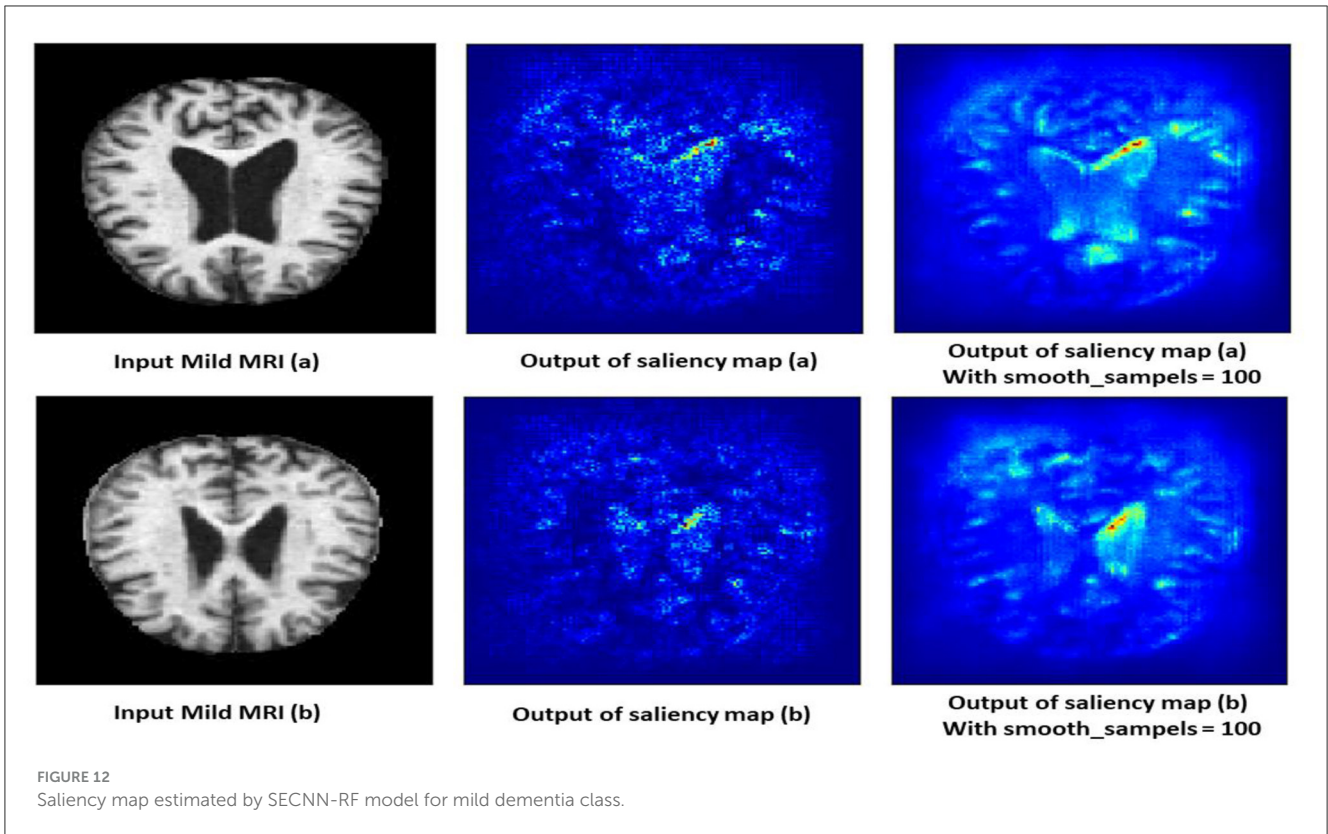 Input Mild MRI (a)
Output of saliency map (a)
Output of saliency map (a)
With smooth_sampels = 100
Input Mild MRI (b)
Output of saliency map (b)
Output of saliency map (b)
With smooth_sampels = 100
FIGURE 12
Saliency map estimated by SECNN-RF model for mild dementia class.